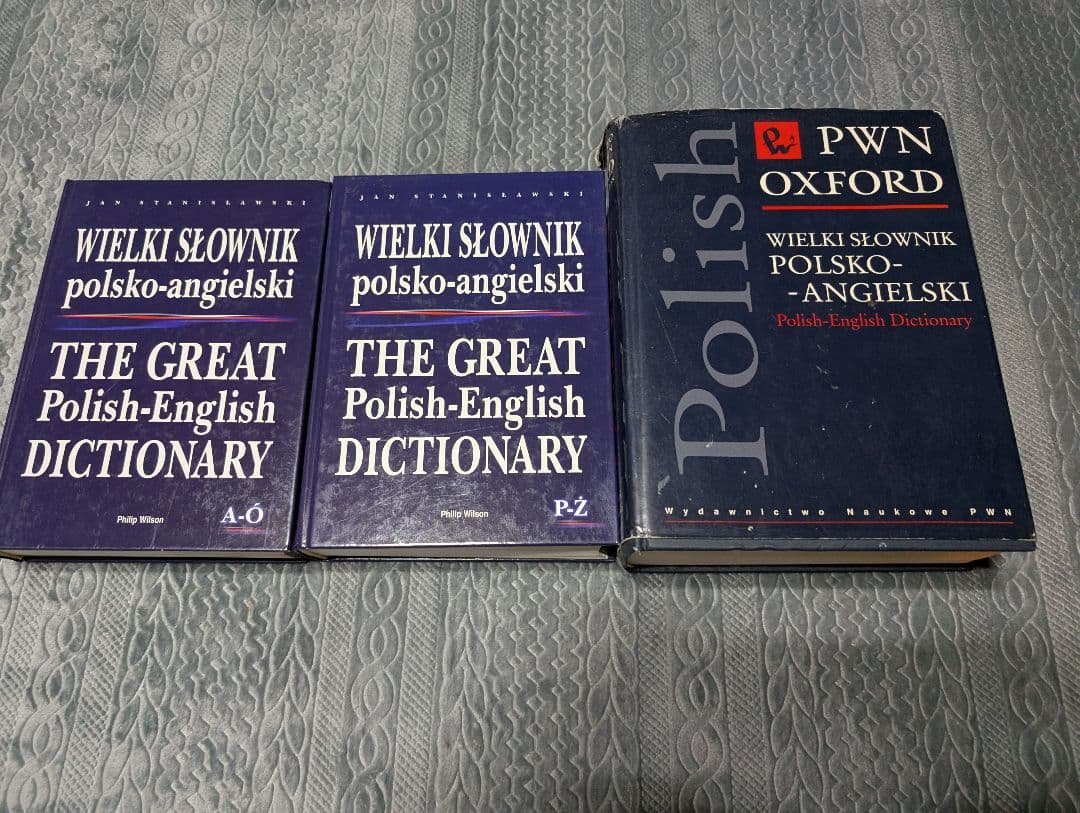 JAN STANISŁAWSKI
WIELKI SŁOWNIK
polsko-angielski
THE GREAT
Polish-English
DICTIONARY
Philip Wilson
A-Ó
JAN STANISŁAWSKI
WIELKI SŁOWNIK
polsko-angielski
THE GREAT
Polish-English
DICTIONARY
Philip Wilson
P-Ż
Polish
PWN
OXFORD
WIELKI SŁOWNIK
POLSKO-
-ANGIELSKI
Polish-English Dictionary
Wydawnictwo Naukowe PWN